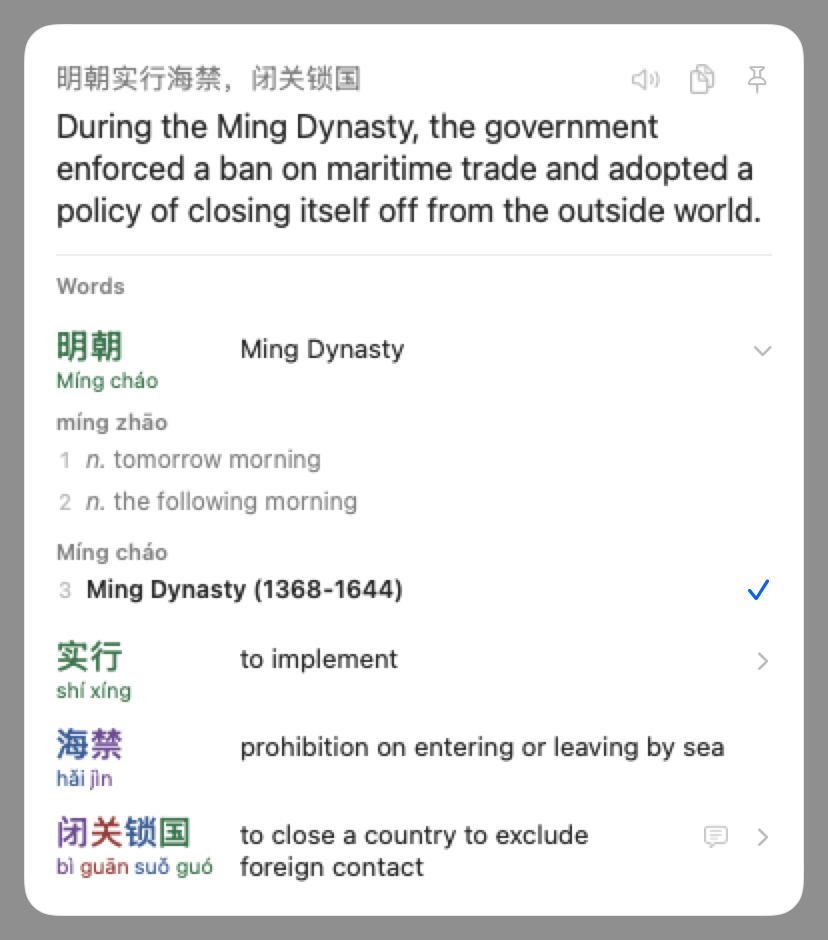 明朝实行海禁，闭关锁国
During the Ming Dynasty, the government
enforced a ban on maritime trade and adopted a
policy of closing itself off from the outside world.
Words
明朝 Ming Dynasty
Míng cháo
míng zhāo
1 n. tomorrow morning
2 n. the following morning
Míng cháo
3 Ming Dynasty (1368-1644)
实行 to implement
shí xíng
海禁 prohibition on entering or leaving by sea
hǎi jìn
闭关锁国 to close a country to exclude
bì guān suǒ guó foreign contact